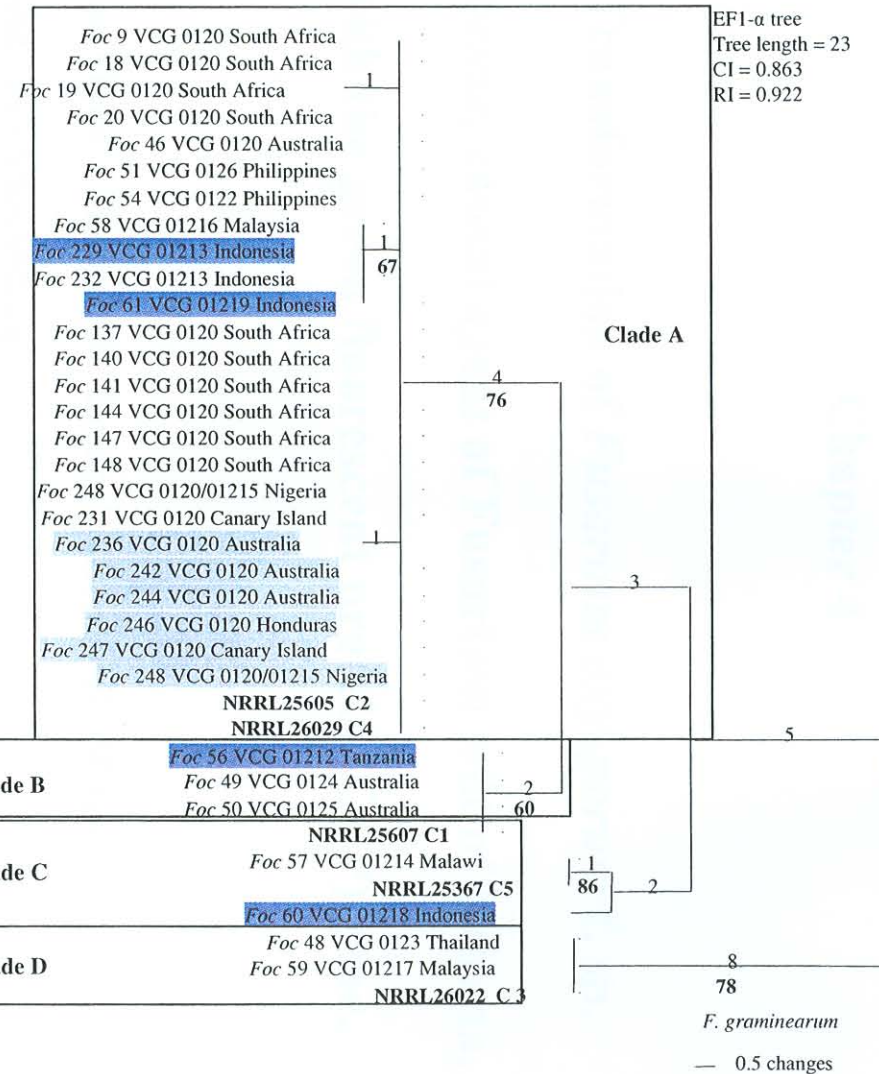 EF1-α tree
Tree length = 23
CI = 0.863
RI = 0.922
Foc 9 VCG 0120 South Africa
Foc 18 VCG 0120 South Africa
Foc 19 VCG 0120 South Africa
1
Foc 20 VCG 0120 South Africa
Foc 46 VCG 0120 Australia
Foc 51 VCG 0126 Philippines
Foc 54 VCG 0122 Philippines
Foc 58 VCG 01216 Malaysia
Foc 229 VCG 01213 Indonesia
1
67
Foc 232 VCG 01213 Indonesia
Foc 61 VCG 01219 Indonesia
Foc 137 VCG 0120 South Africa
Clade A
Foc 140 VCG 0120 South Africa
Foc 141 VCG 0120 South Africa
4
76
Foc 144 VCG 0120 South Africa
Foc 147 VCG 0120 South Africa
Foc 148 VCG 0120 South Africa
Foc 248 VCG 0120/01215 Nigeria
Foc 231 VCG 0120 Canary Island
Foc 236 VCG 0120 Australia
1
Foc 242 VCG 0120 Australia
Foc 244 VCG 0120 Australia
3
Foc 246 VCG 0120 Honduras
Foc 247 VCG 0120 Canary Island
Foc 248 VCG 0120/01215 Nigeria
NRRL25605 C2
NRRL26029 C4
5
Foc 56 VCG 01212 Tanzania
de B
Foc 49 VCG 0124 Australia
2
60
Foc 50 VCG 0125 Australia
NRRL25607 C1
de C
Foc 57 VCG 01214 Malawi
1
86
2
NRRL25367 C5
Foc 60 VCG 01218 Indonesia
Foc 48 VCG 0123 Thailand
de D
Foc 59 VCG 01217 Malaysia
8
78
NRRL26022 C 3
F. graminearum
0.5 changes